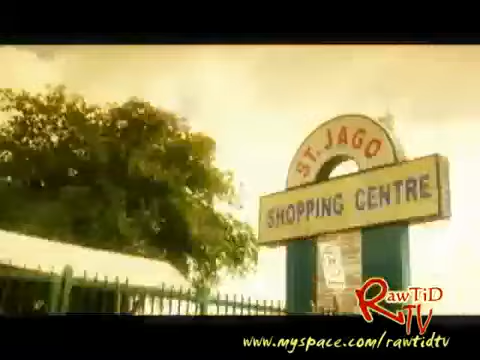 ST. JAGO
SHOPPING CENTRE
RAWTiD
TV
www.myspace.com/rawtidtv